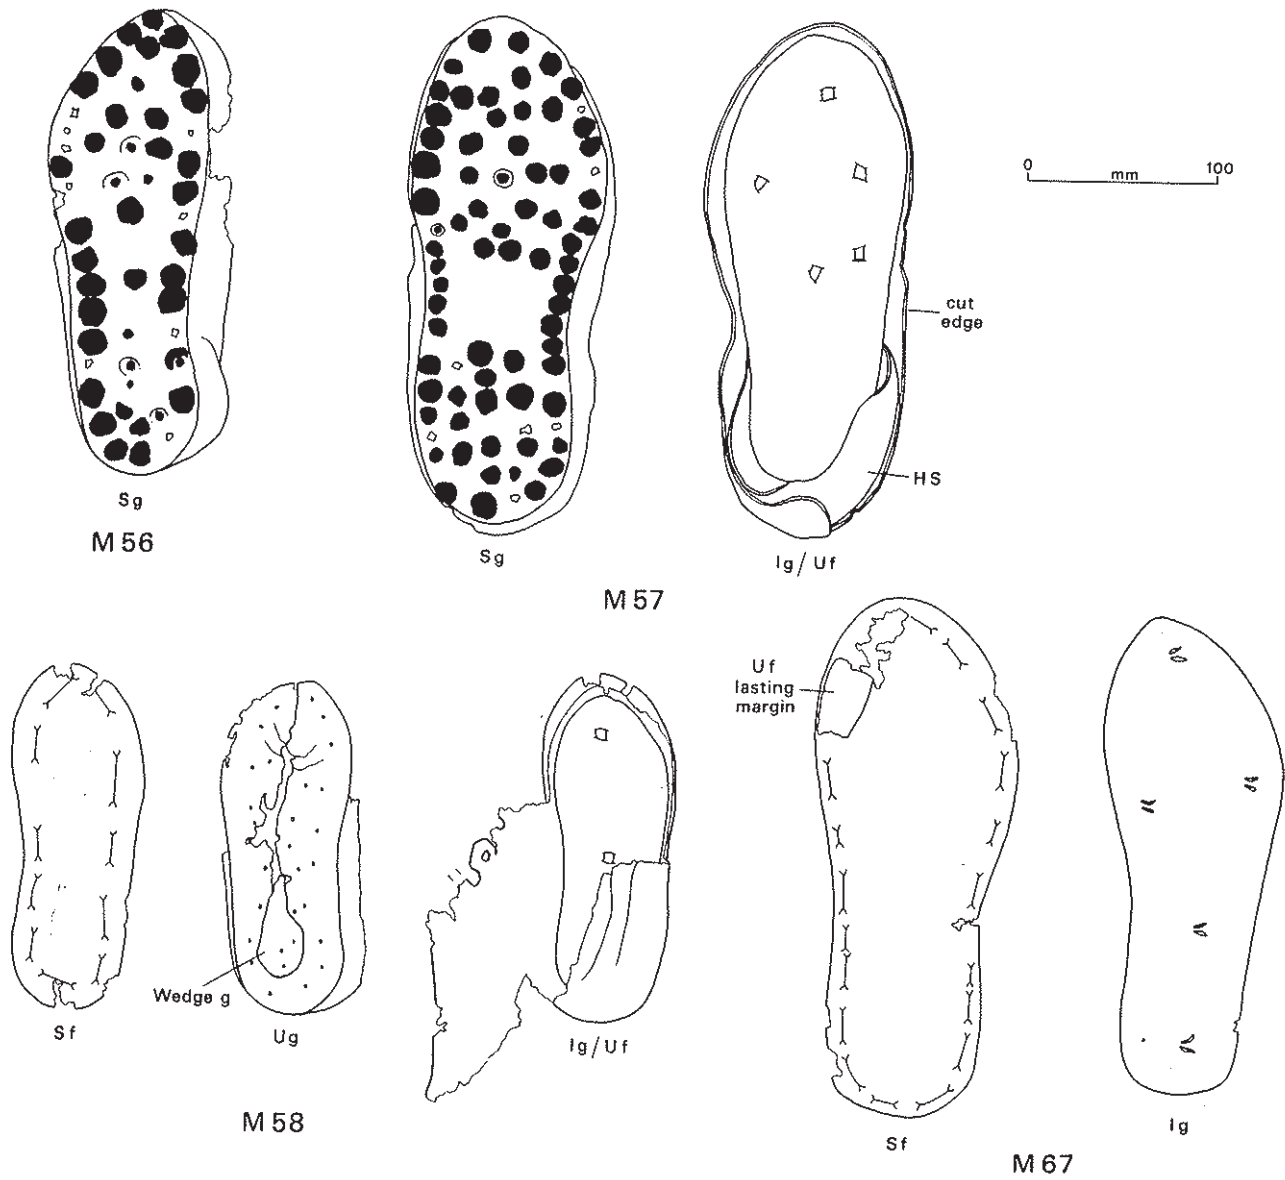 0 100
mm
cut
edge
HS
Sg
M 56
Sg
Ig/Uf
M 57
Uf
lasting
margin
Wedge g
Sf
Ug
Ig/Uf
M 58
Sf
Ig
M 67